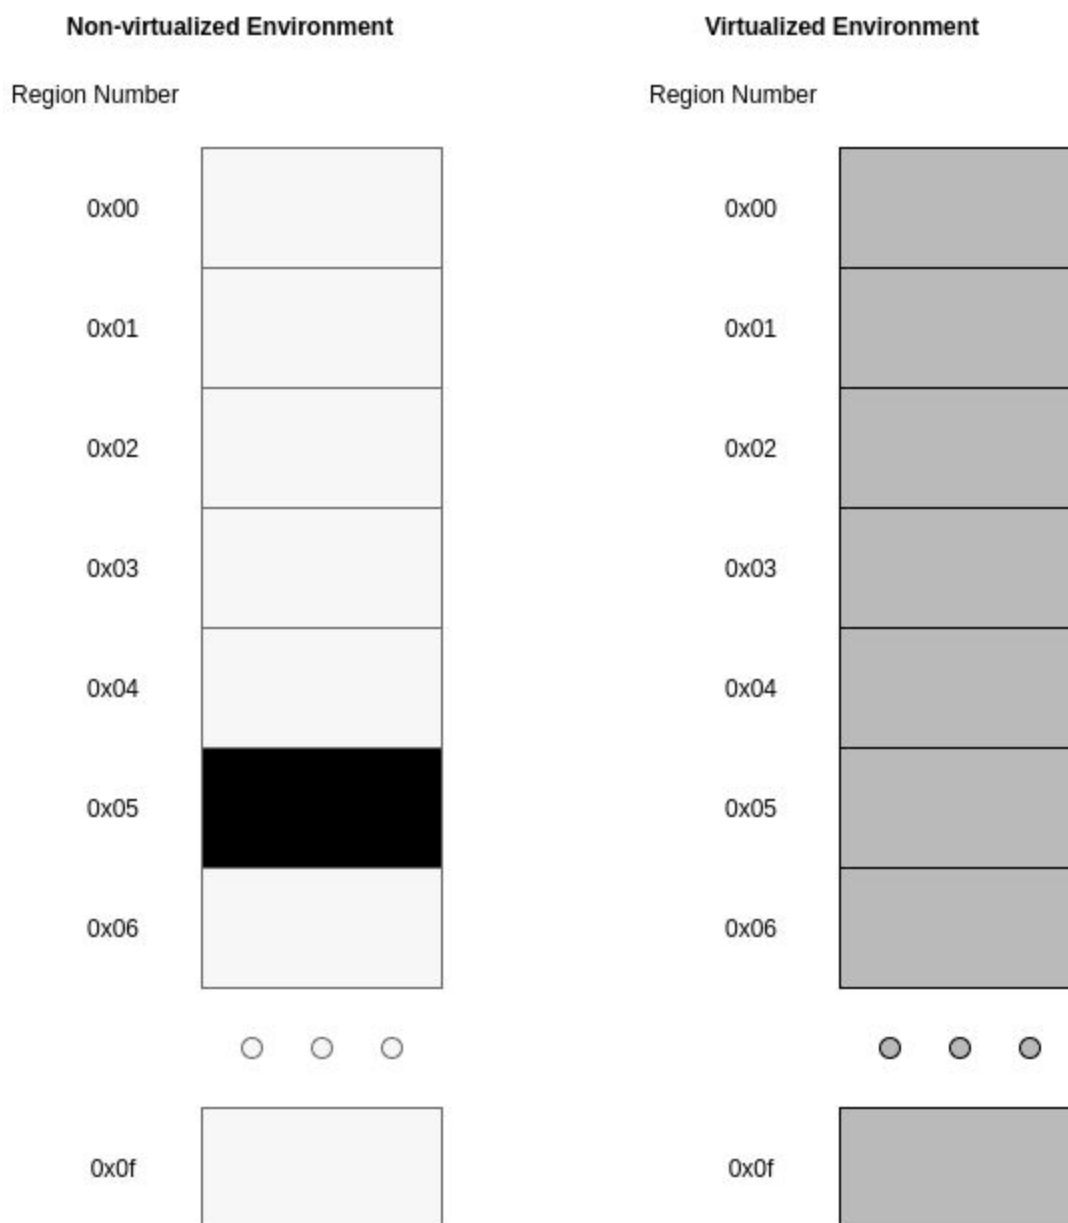 Non-virtualized Environment
Virtualized Environment
Region Number
Region Number
0x00
0x00
0x01
0x01
0x02
0x02
0x03
0x03
0x04
0x04
0x05
0x05
0x06
0x06
0x0f
0x0f